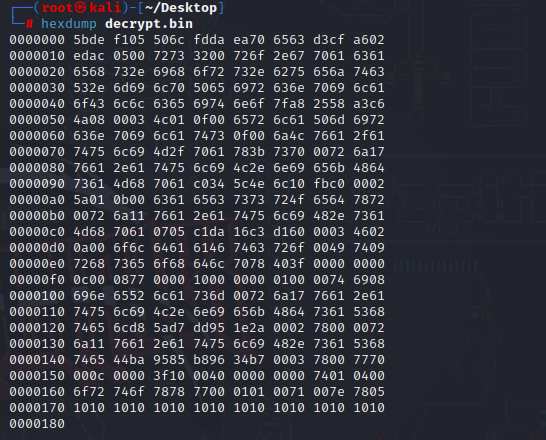 ┌──(root㉿kali)-[~/Desktop]
└─# hexdump decrypt.bin
0000000 5bde f105 506c fdda ea70 6563 d3cf a602
0000010 edac 0500 7273 3200 726f 2e67 7061 6361
0000020 6568 732e 6968 6f72 732e 6275 656a 7463
0000030 532e 6d69 6c70 5065 6972 636e 7069 6c61
0000040 6f43 6c6c 6365 6974 6e6f 7fa8 2558 a3c6
0000050 4a08 0003 4c01 0f00 6572 6c61 506d 6972
0000060 636e 7069 6c61 7473 0f00 6a4c 7661 2f61
0000070 7475 6c69 4d2f 7061 783b 7370 0072 6a17
0000080 7661 2e61 7475 6c69 4c2e 6e69 656b 4864
0000090 7361 4d68 7061 c034 5c4e 6c10 fbc0 0002
00000a0 5a01 0b00 6361 6563 7373 724f 6564 7872
00000b0 0072 6a11 7661 2e61 7475 6c69 482e 7361
00000c0 4d68 7061 0705 c1da 16c3 d160 0003 4602
00000d0 0a00 6f6c 6461 6146 7463 726f 0049 7409
00000e0 7268 7365 6f68 646c 7078 403f 0000 0000
00000f0 0c00 0877 0000 1000 0000 0100 0074 6908
0000100 696e 6552 6c61 736d 0072 6a17 7661 2e61
0000110 7475 6c69 4c2e 6e69 656b 4864 7361 5368
0000120 7465 6cd8 5ad7 dd95 1e2a 0002 7800 0072
0000130 6a11 7661 2e61 7475 6c69 482e 7361 5368
0000140 7465 44ba 9585 b896 34b7 0003 7800 7770
0000150 000c 0000 3f10 0040 0000 0000 7401 0400
0000160 6f72 746f 7878 7700 0101 0071 007e 7805
0000170 1010 1010 1010 1010 1010 1010 1010 1010
0000180